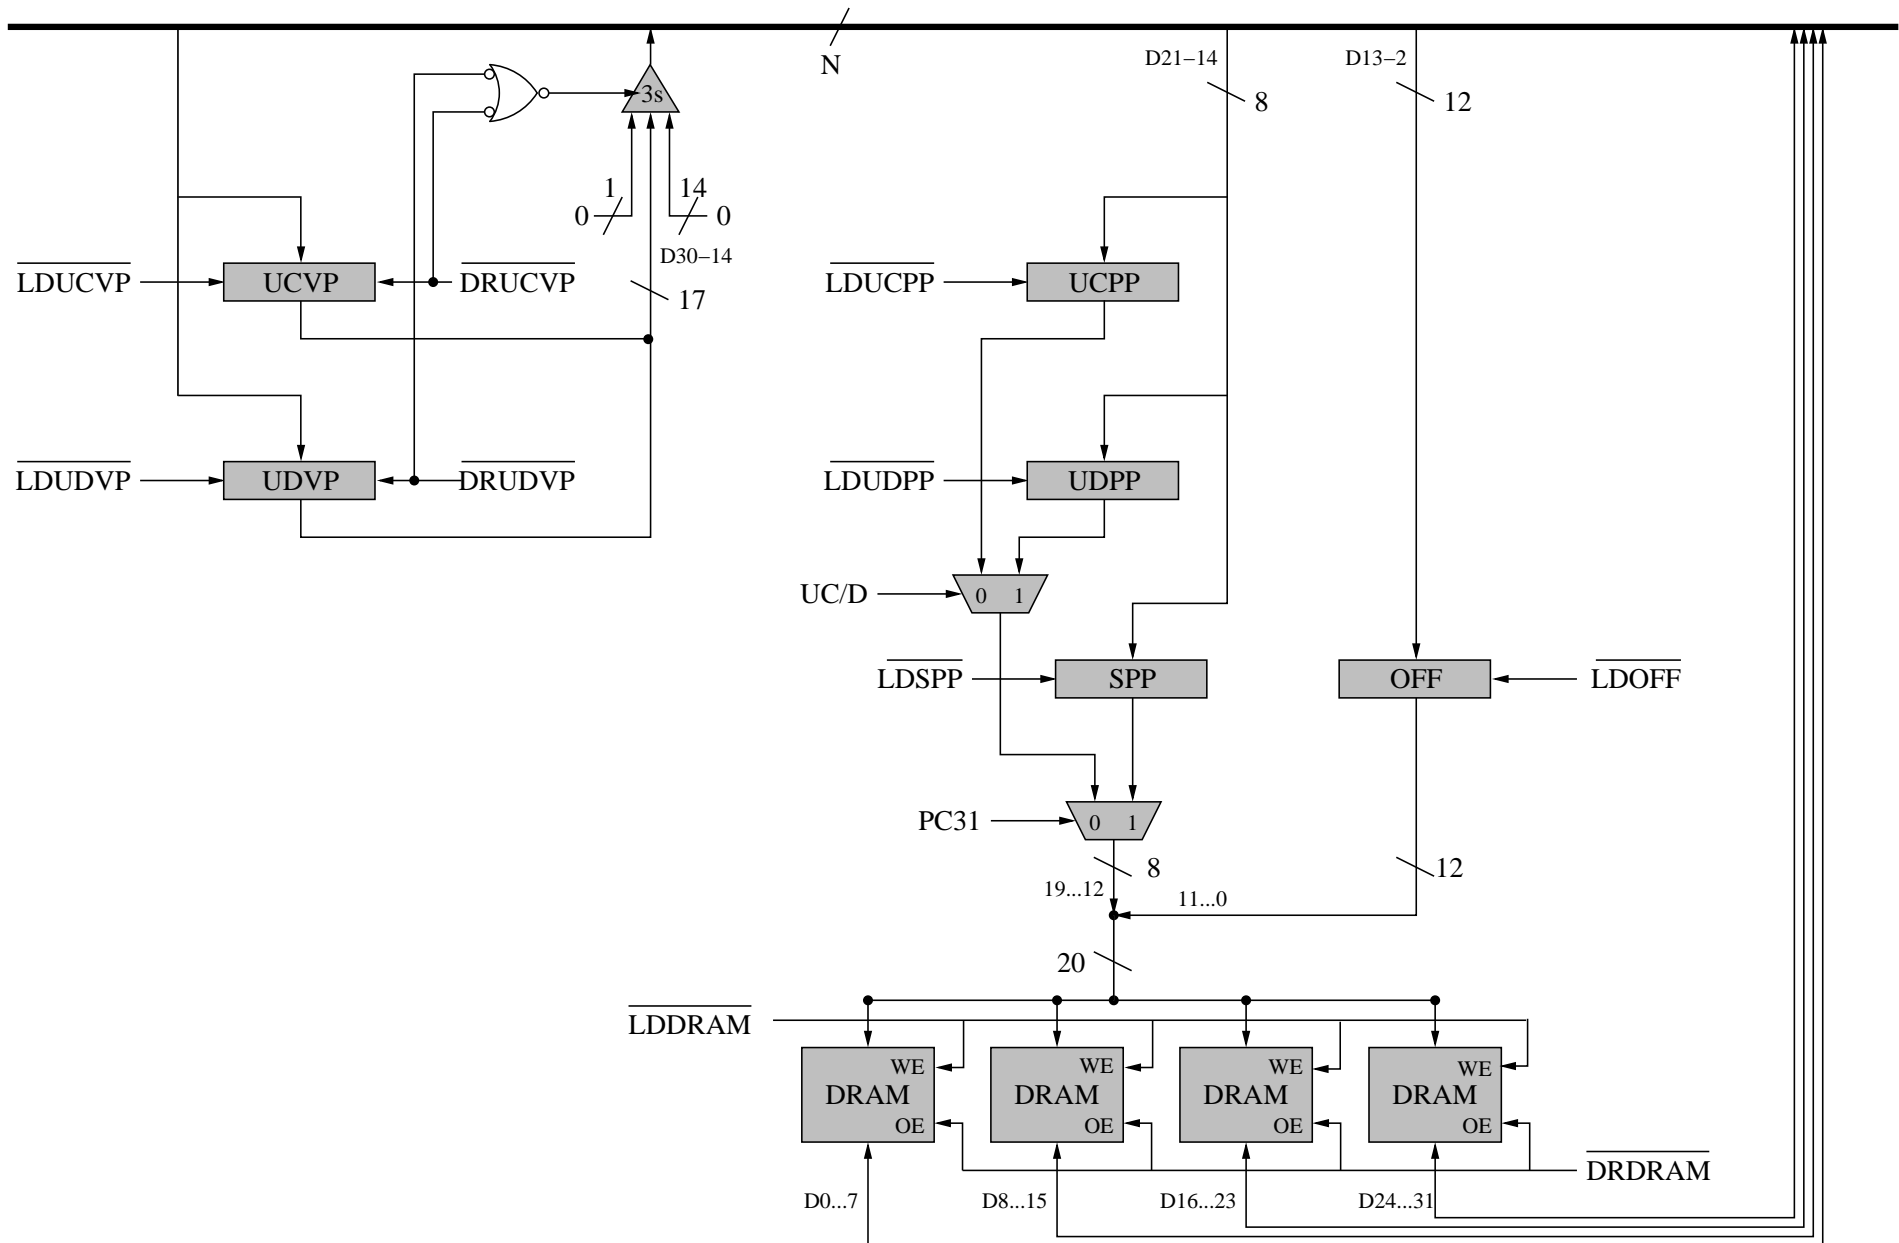 N
D21−14
D13−2
8
12
3s
1
14
0
0
D30−14
17
LDUCVP
UCVP
DRUCVP
LDUCPP
UCPP
LDUDVP
UDVP
DRUDVP
LDUDPP
UDPP
UC/D
0 1
LDSPP
SPP
OFF
LDOFF
PC31
0 1
8
12
19...12
11...0
20
LDDRAM
WE
DRAM
OE
WE
DRAM
OE
WE
DRAM
OE
WE
DRAM
OE
DRDRAM
D0...7
D8...15
D16...23
D24...31